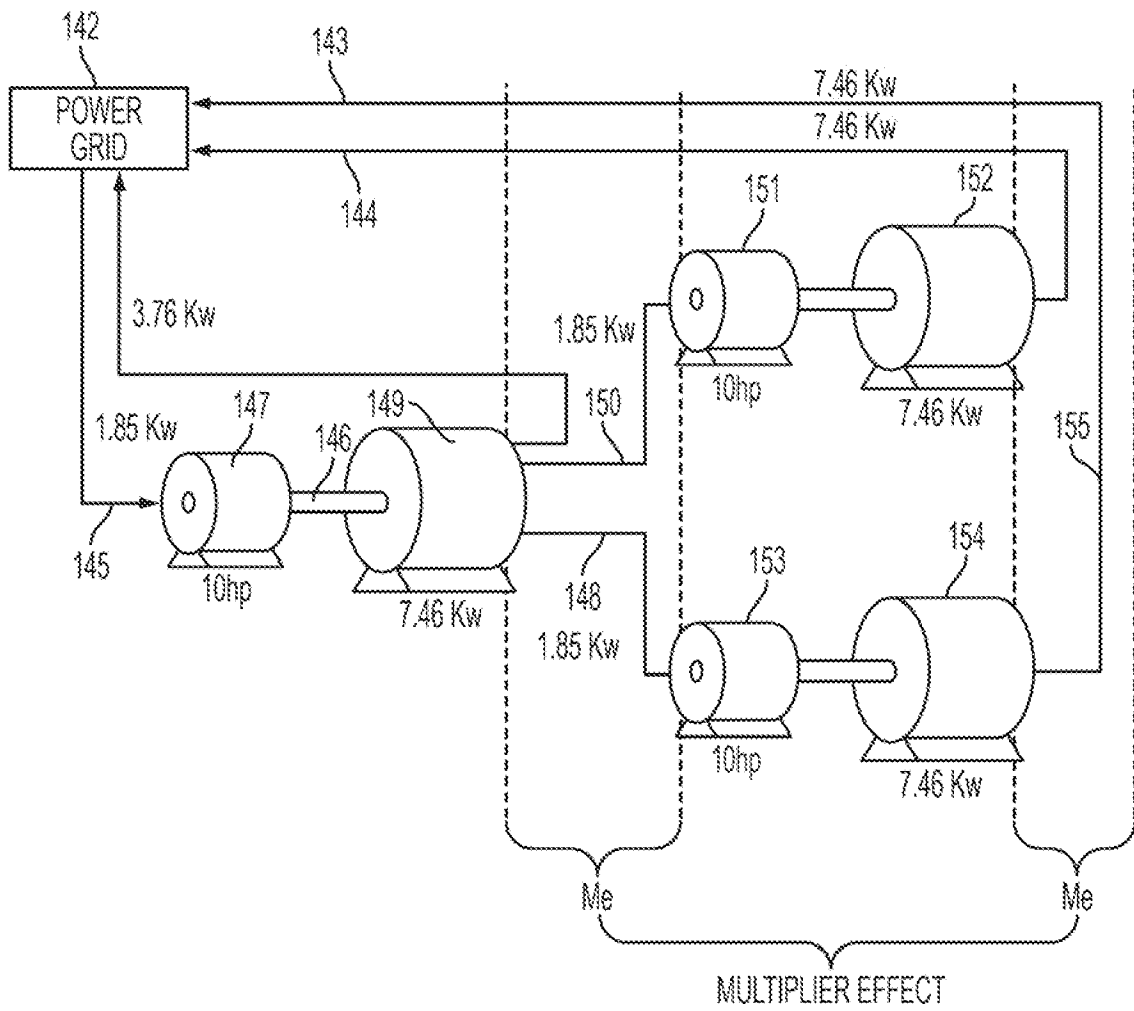 142
POWER
GRID
143
7.46 Kw
7.46 Kw
144
151
152
3.76 Kw
1.85 Kw
10hp
7.46 Kw
147
149
150
155
1.85 Kw
146
145
10hp
7.46 Kw
148
1.85 Kw
153
154
10hp
7.46 Kw
Me
Me
MULTIPLIER EFFECT